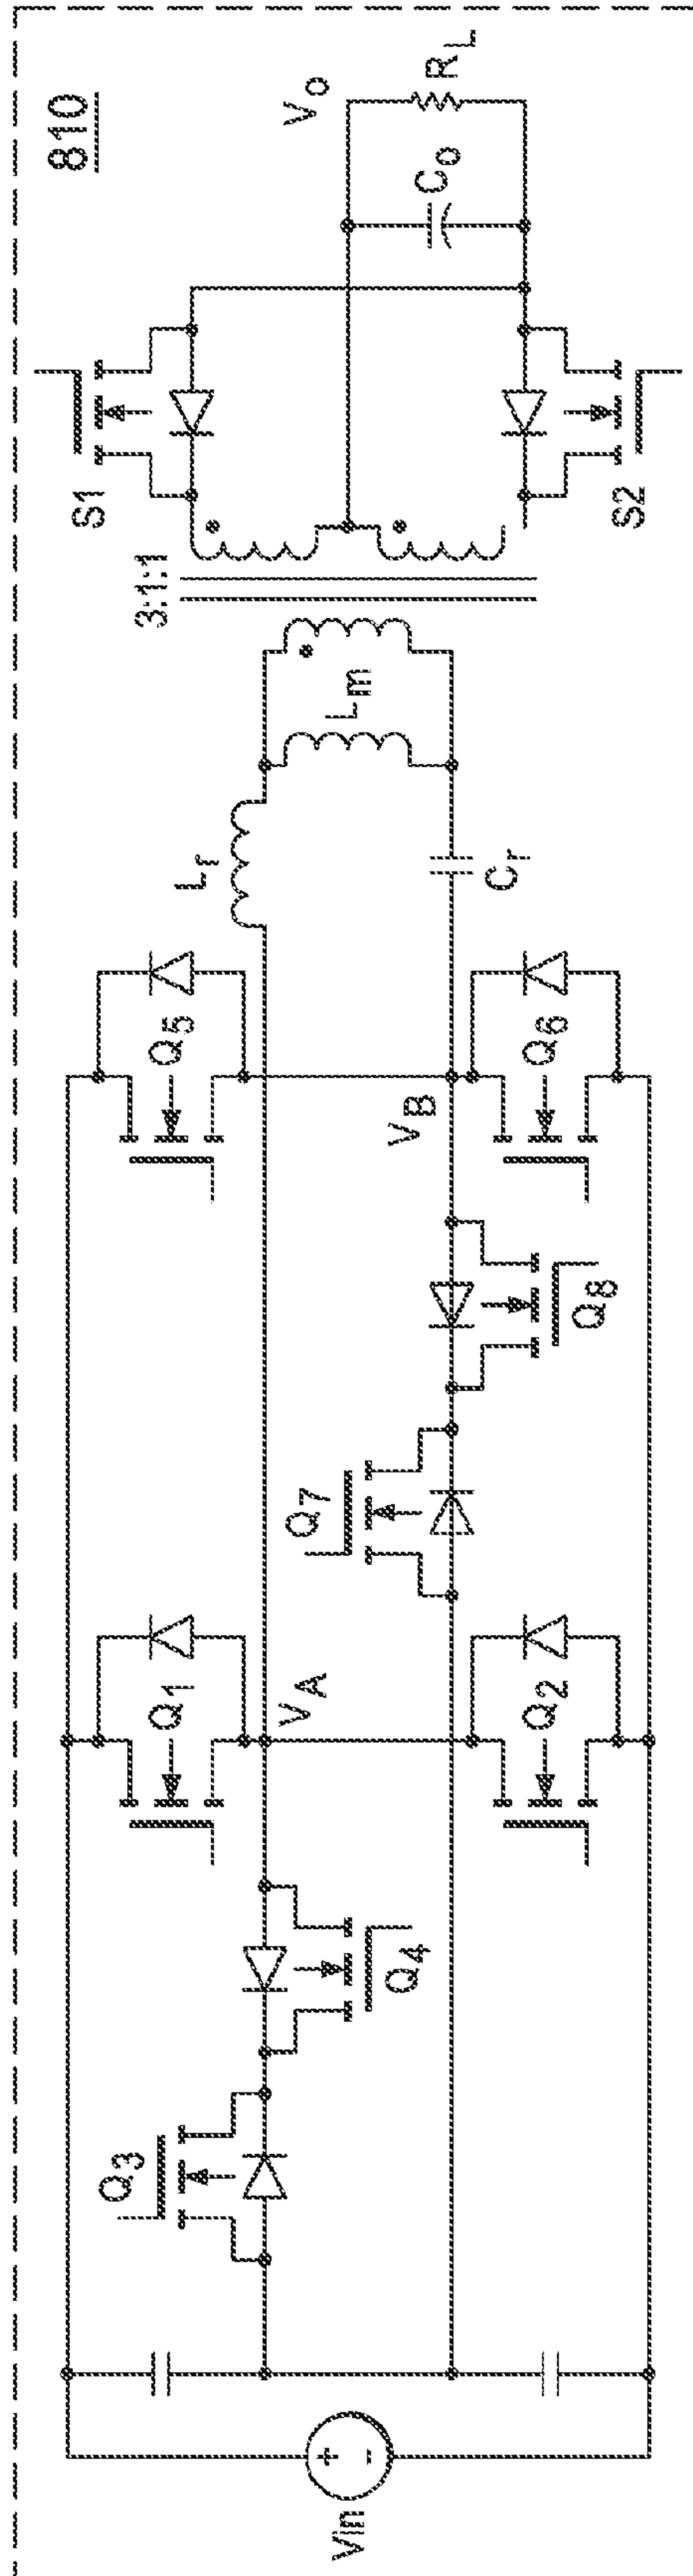 810
Vin
Q3
Q4
Q1
VA
Q2
Q7
Q8
Q5
VB
Q6
Lr
Cr
Lm
3:1:1
S1
S2
Vo
Co
RL
+
-